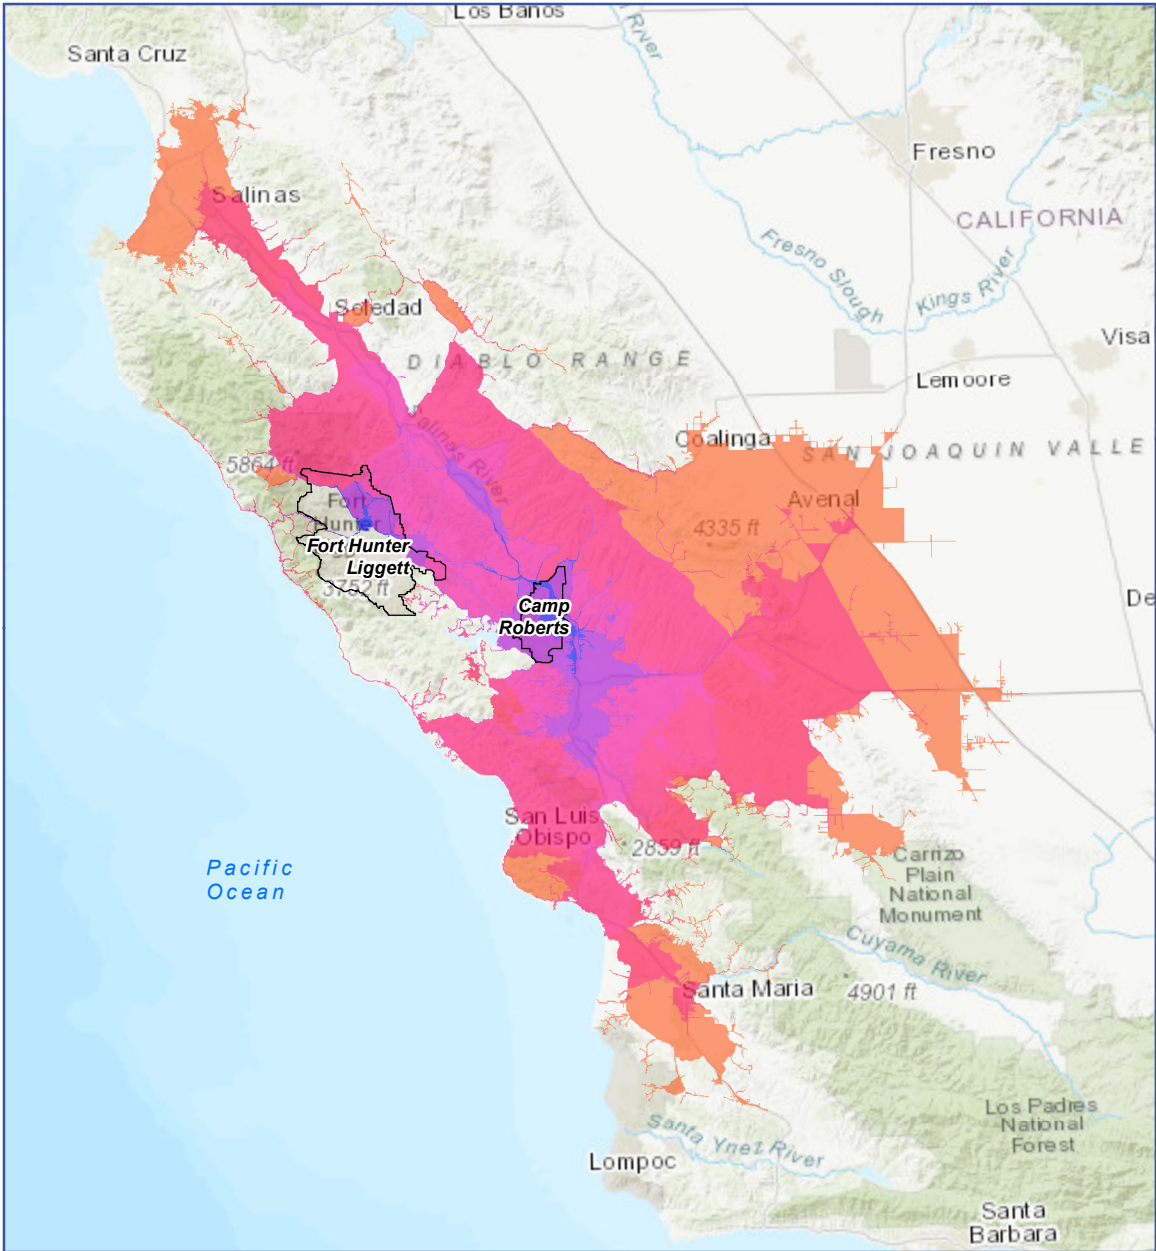 Los Banos
Santa Cruz
River
Fresno
Salinas
CALIFORNIA
Fresno Slough
Kings River
Soledad
Visa
DIABLO RANGE
Lemoore
Salinas River
Coalinga
SAN JOAQUIN VALLE
5864 ft
Avenal
Fort
Hunter
4335 ft
Fort Hunter
Liggett
3752 ft
Camp
Roberts
De
San Luis
Obispo
2859 ft
Pacific
Ocean
Carrizo
Plain
National
Monument
Cuyama River
Santa Maria
4901 ft
Los Padres
National
Forest
Santa Ynez River
Lompoc
Santa
Barbara